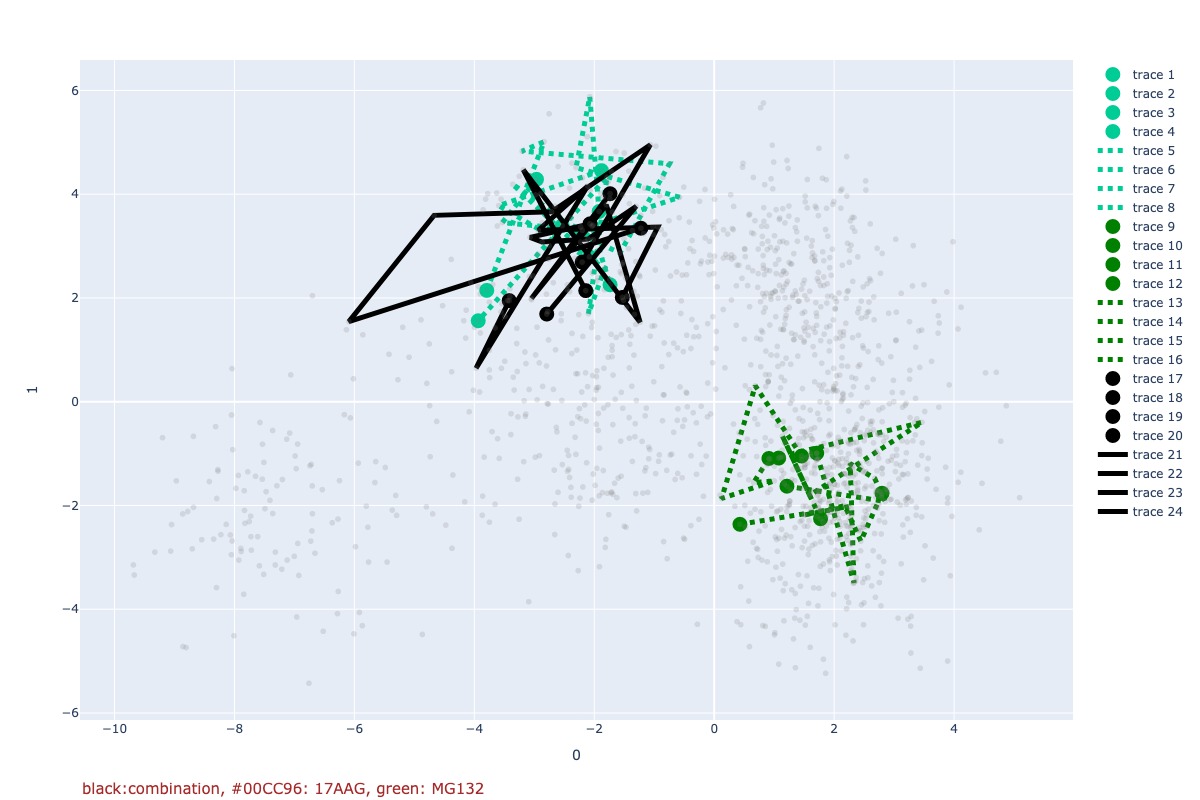 6
4
2
0
−2
−4
−6
−10
−8
−6
−4
−2
0
2
4
0
1
trace 1
trace 2
trace 3
trace 4
trace 5
trace 6
trace 7
trace 8
trace 9
trace 10
trace 11
trace 12
trace 13
trace 14
trace 15
trace 16
trace 17
trace 18
trace 19
trace 20
trace 21
trace 22
trace 23
trace 24
black:combination, #00CC96: 17AAG, green: MG132